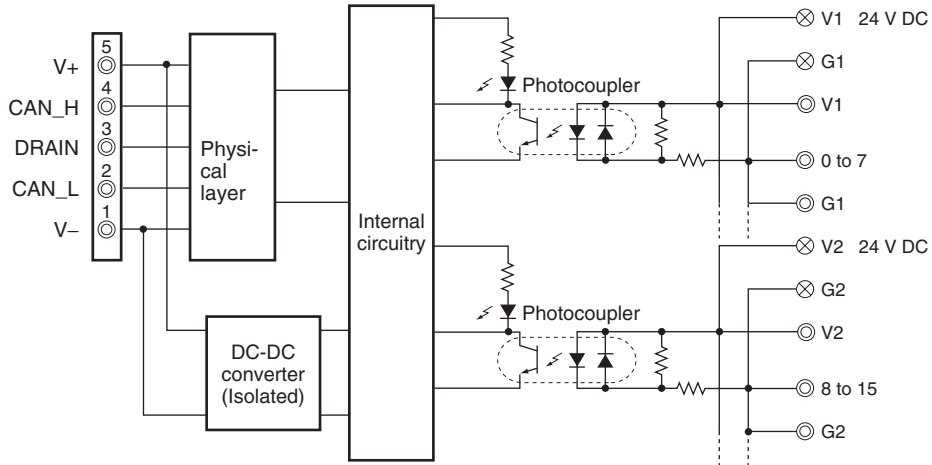 5
V+
4
CAN_H
3
DRAIN
2
CAN_L
1
V–
Physi-
cal
layer
DC-DC
converter
(Isolated)
Internal
circuitry
Photocoupler
V1 24 V DC
G1
V1
0 to 7
G1
Photocoupler
V2 24 V DC
G2
V2
8 to 15
G2